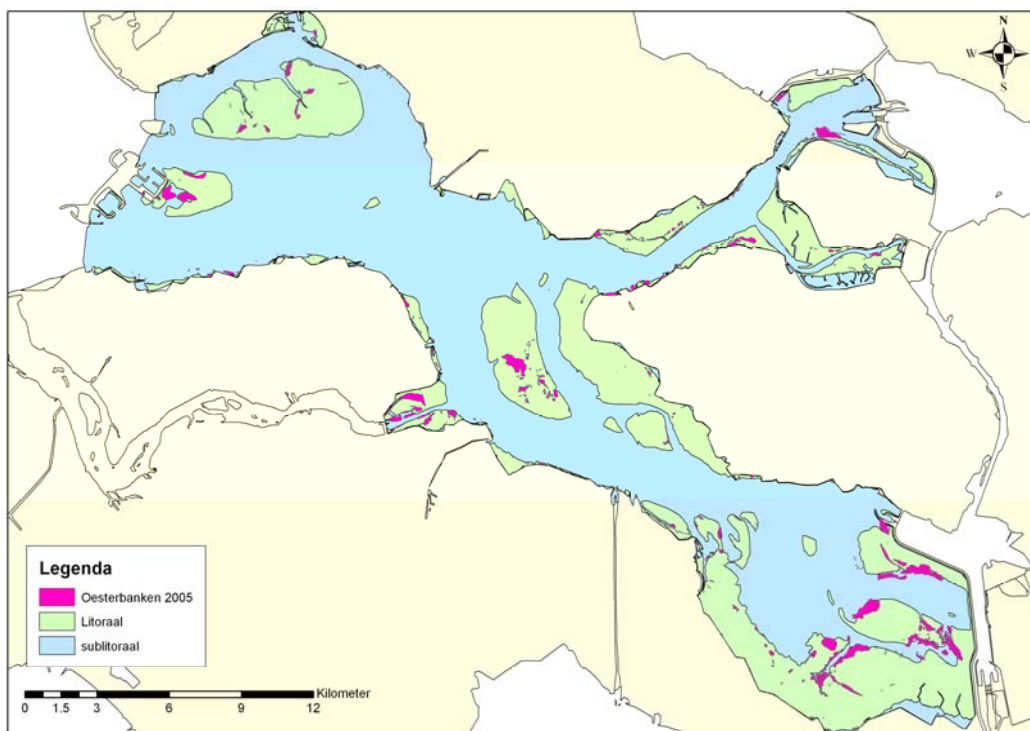 N
W
E
S
Legenda
Oesterbanken 2005
Litoraal
sublitoraal
Kilometer
0 1.5 3 6 9 12